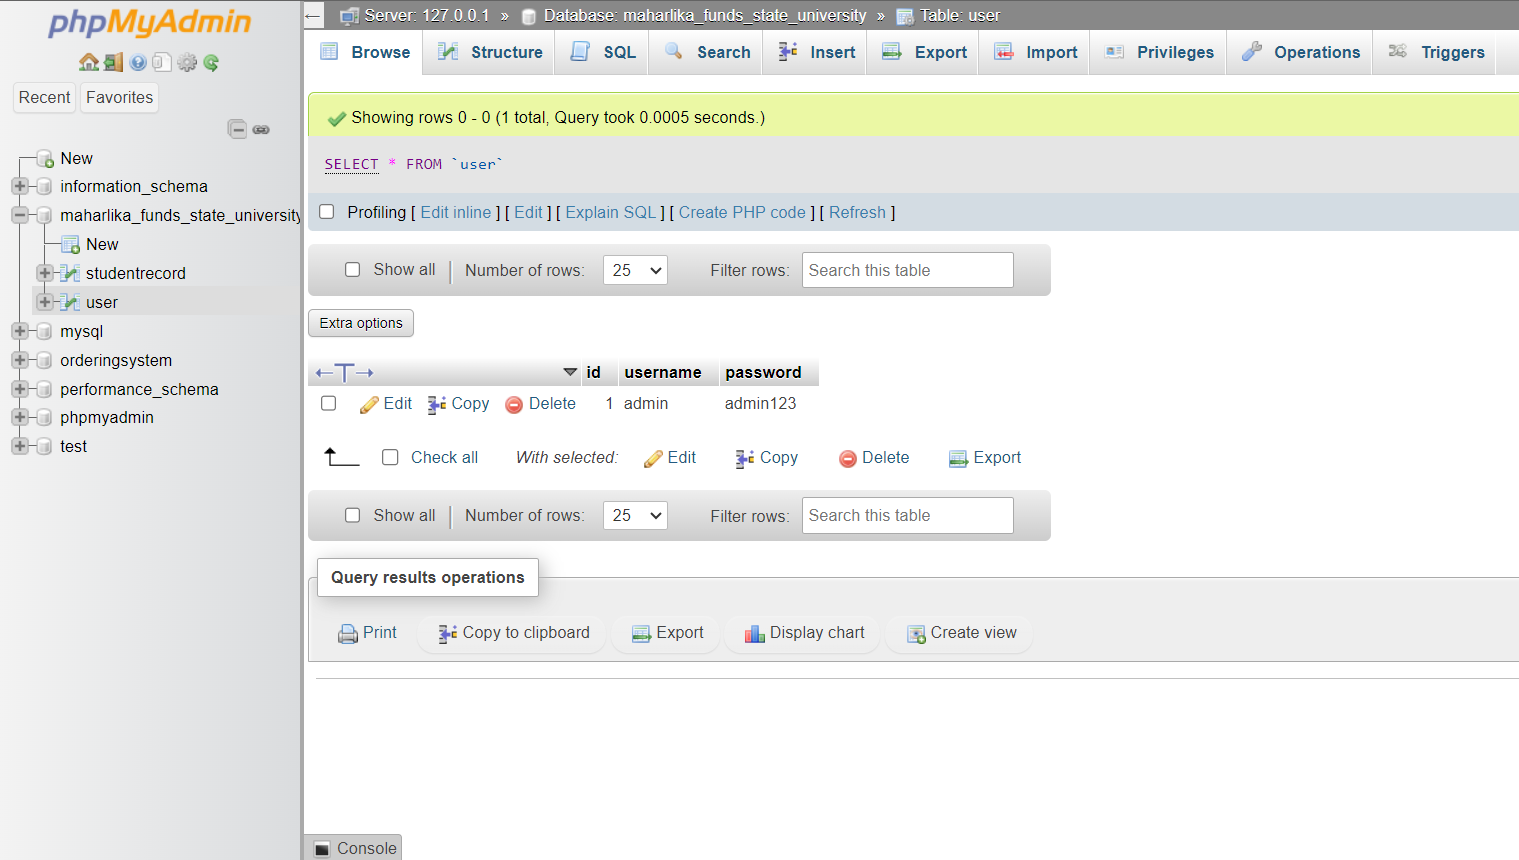 phpMyAdmin
Recent Favorites
New
information_schema
maharlika_funds_state_university
New
studentrecord
user
mysql
orderingsystem
performance_schema
phpmyadmin
test
← Server: 127.0.0.1 » Database: maharlika_funds_state_university » Table: user
Browse Structure SQL Search Insert Export Import Privileges Operations Triggers
Showing rows 0 - 0 (1 total, Query took 0.0005 seconds.)
SELECT * FROM `user`
Profiling [ Edit inline ] [ Edit ] [ Explain SQL ] [ Create PHP code ] [ Refresh ]
Show all | Number of rows: 25 Filter rows: Search this table
Extra options
←T→ id username password
Edit Copy Delete 1 admin admin123
Check all With selected: Edit Copy Delete Export
Show all | Number of rows: 25 Filter rows: Search this table
Query results operations
Print Copy to clipboard Export Display chart Create view
Console